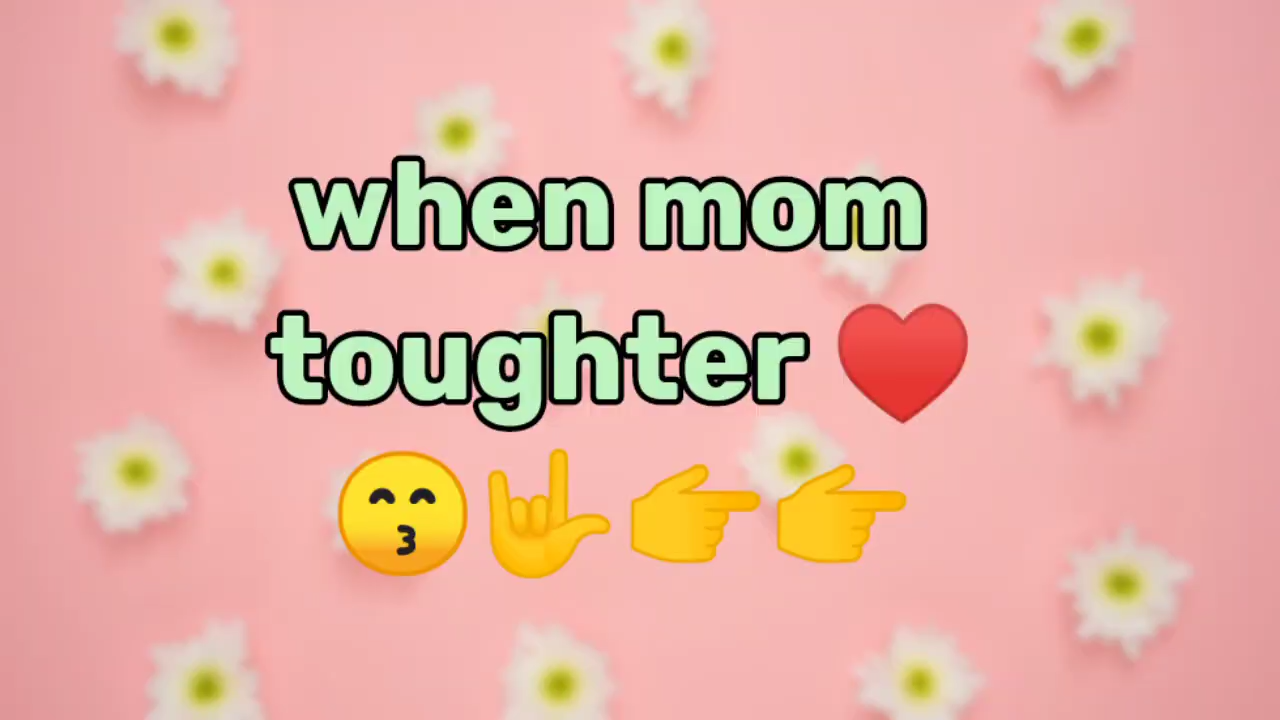 when mom
toughter ❤️
😙🤟👉👉